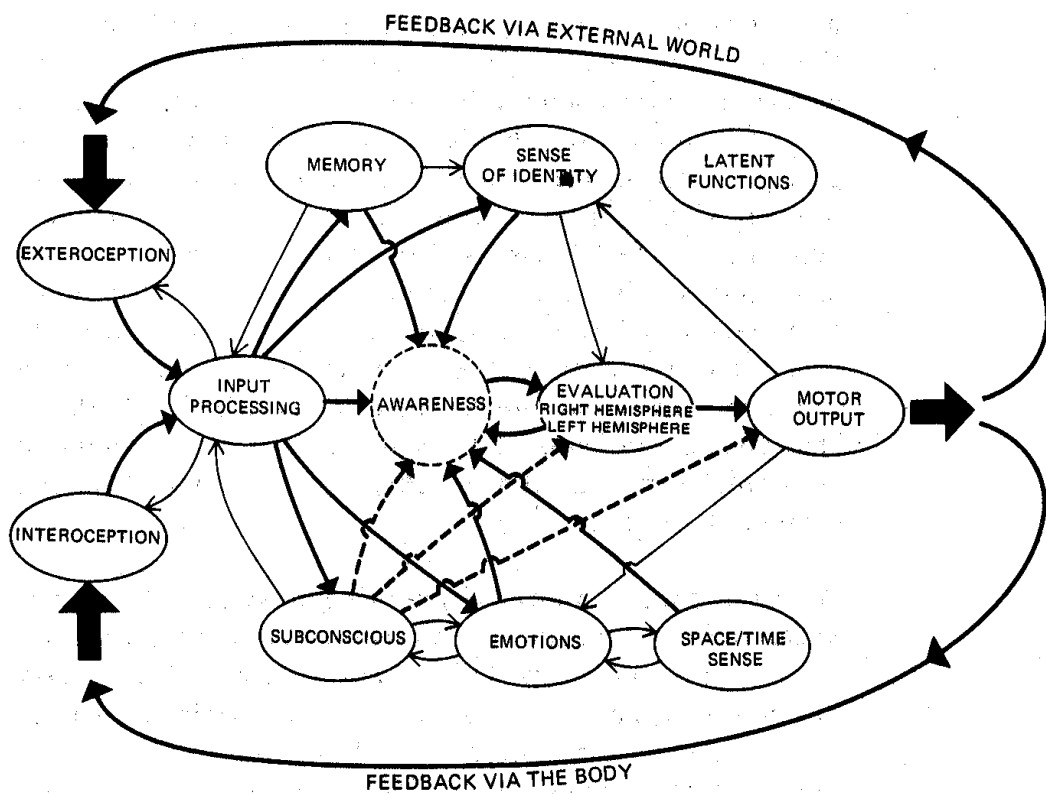 FEEDBACK VIA EXTERNAL WORLD
MEMORY
SENSE
OF IDENTITY
LATENT
FUNCTIONS
EXTEROCEPTION
INPUT
PROCESSING
AWARENESS
EVALUATION
RIGHT HEMISPHERE
LEFT HEMISPHERE
MOTOR
OUTPUT
INTEROCEPTION
SUBCONSCIOUS
EMOTIONS
SPACE/TIME
SENSE
FEEDBACK VIA THE BODY